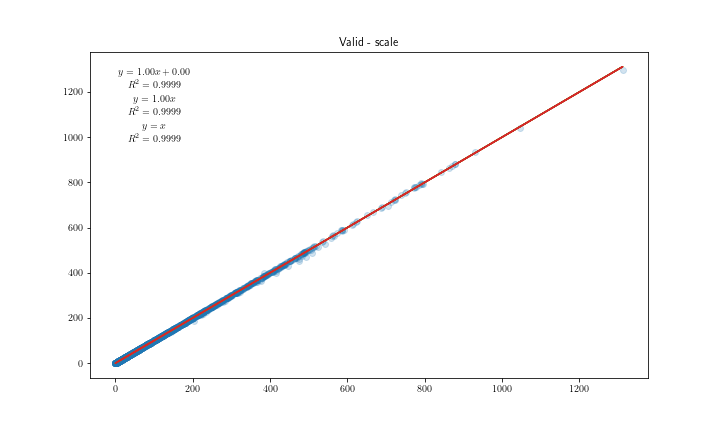 Valid - scale
y = 1.00x + 0.00
R² = 0.9999
y = 1.00x
R² = 0.9999
y = x
R² = 0.9999
1200
1000
800
600
400
200
0
0 200 400 600 800 1000 1200